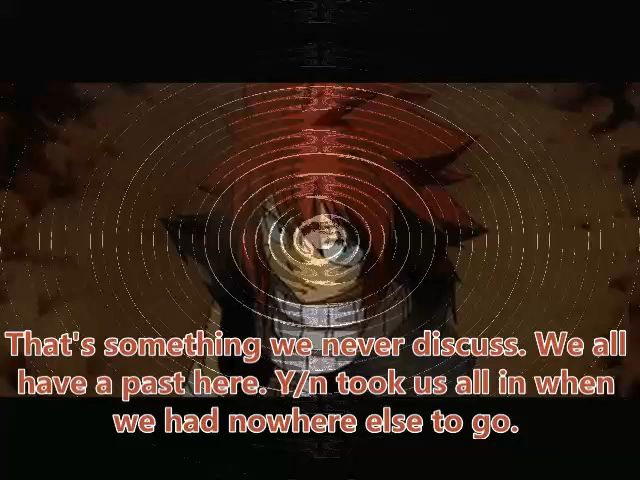 That's something we never discuss. We all
have a past here. Y/n took us all in when
we had nowhere else to go.